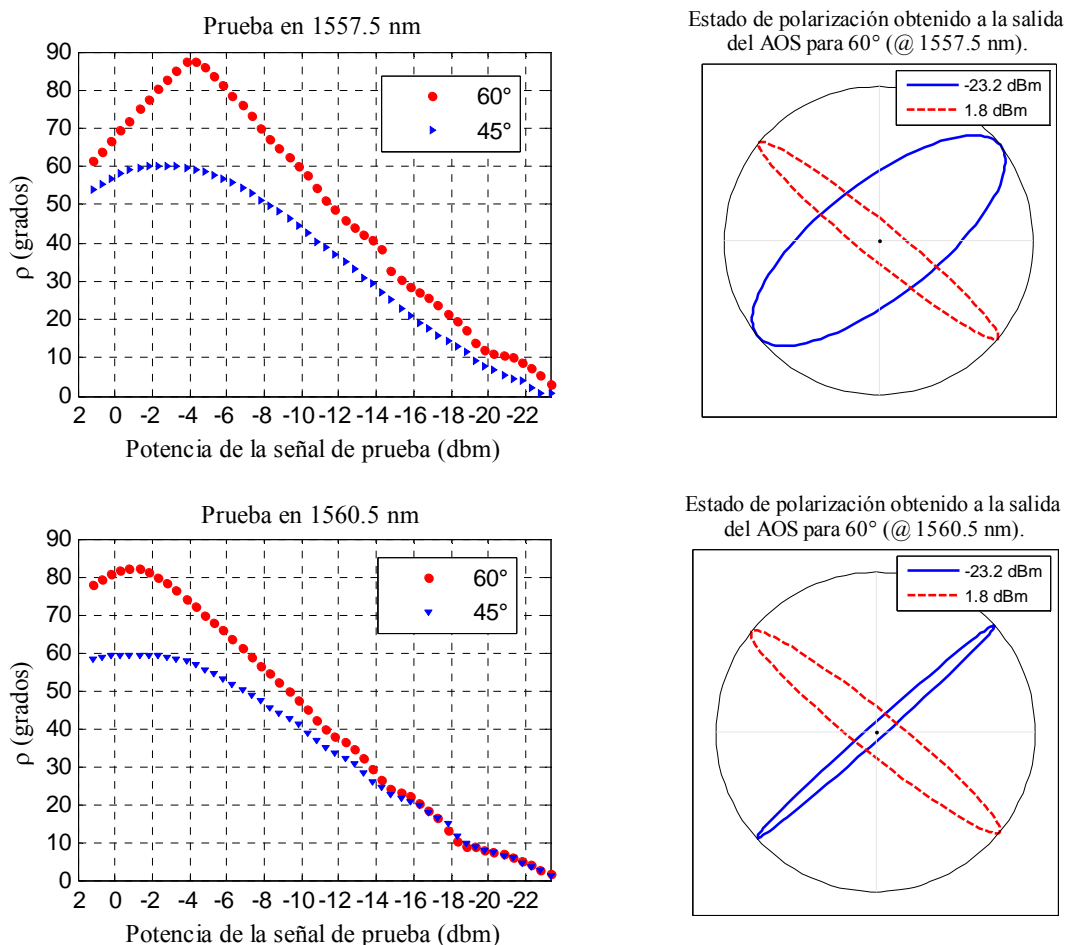 Prueba en 1557.5 nm
90
80
70
60
50
40
30
20
10
0
ρ (grados)
60°
45°
2 0 -2 -4 -6 -8 -10 -12 -14 -16 -18 -20 -22
Potencia de la señal de prueba (dbm)
Estado de polarización obtenido a la salida
del AOS para 60° (@ 1557.5 nm).
-23.2 dBm
1.8 dBm
Prueba en 1560.5 nm
90
80
70
60
50
40
30
20
10
0
ρ (grados)
60°
45°
2 0 -2 -4 -6 -8 -10 -12 -14 -16 -18 -20 -22
Potencia de la señal de prueba (dbm)
Estado de polarización obtenido a la salida
del AOS para 60° (@ 1560.5 nm).
-23.2 dBm
1.8 dBm